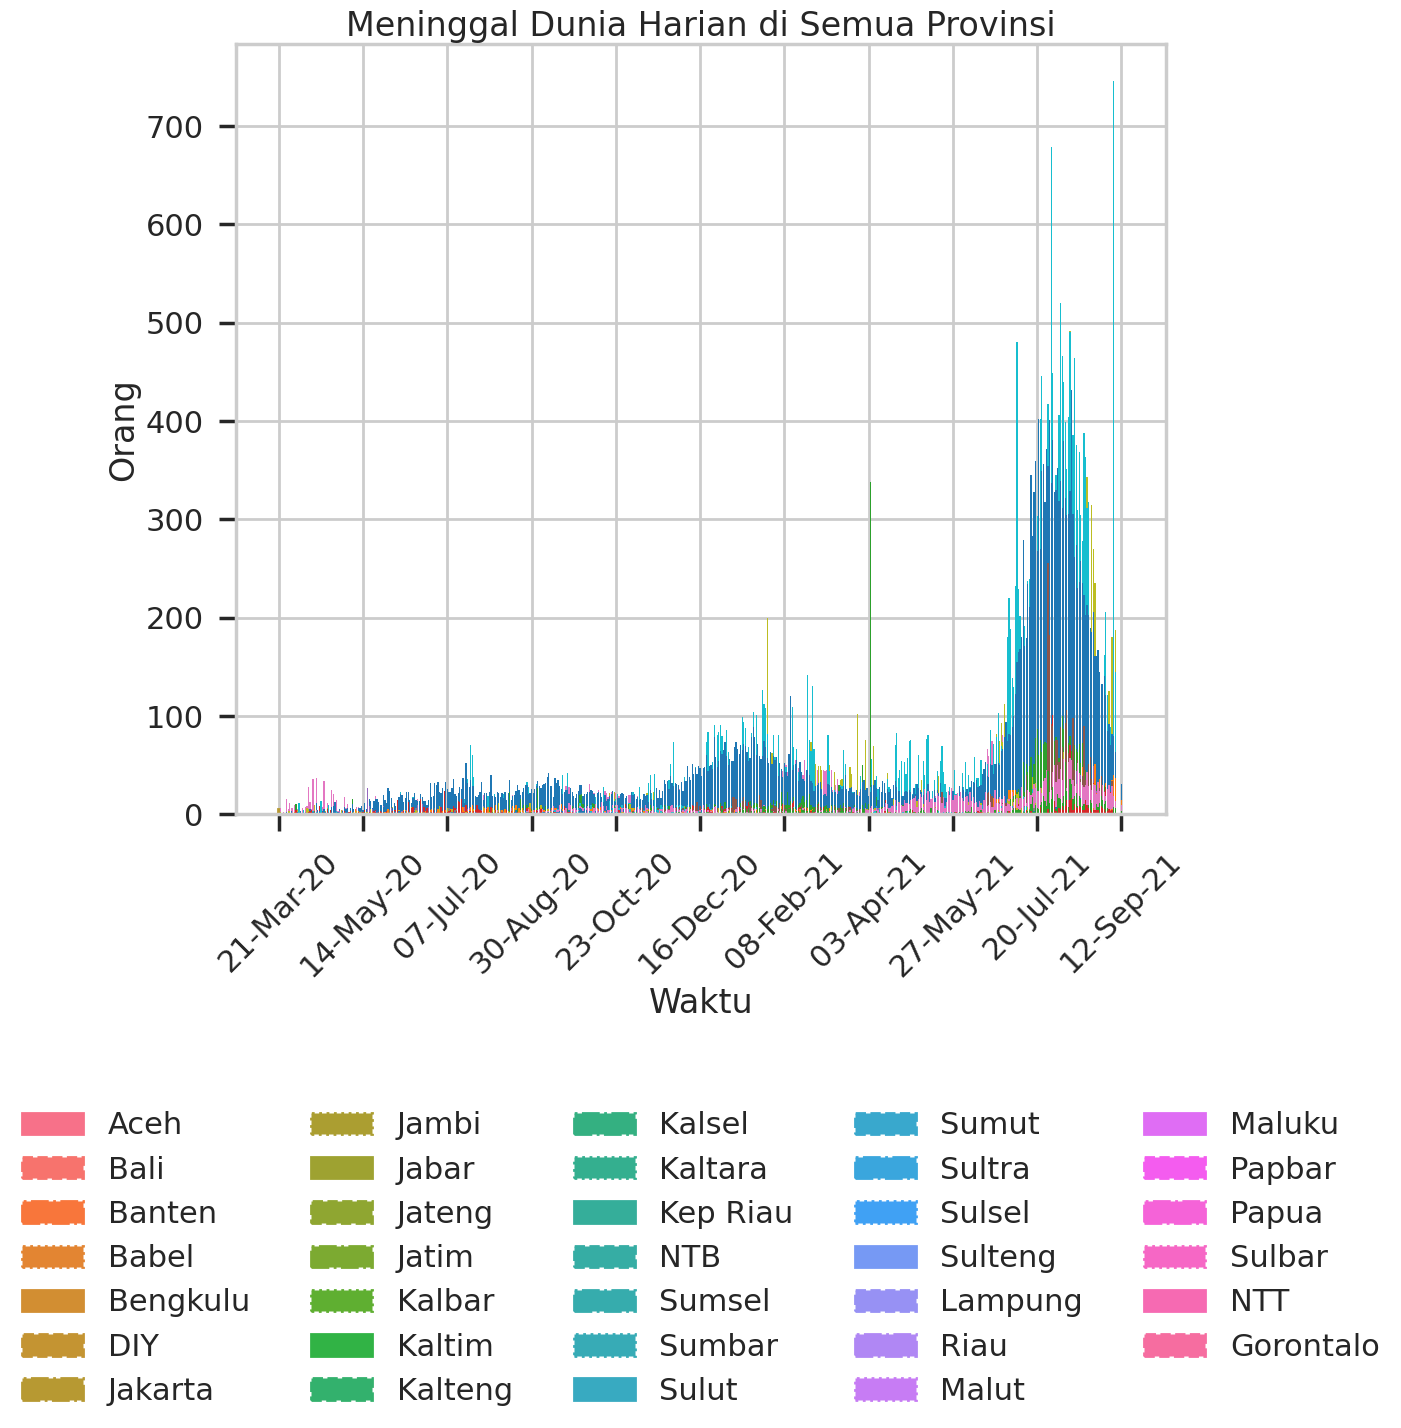 Meninggal Dunia Harian di Semua Provinsi
700
600
500
400
300
200
100
0
Orang
21-Mar-20
14-May-20
07-Jul-20
30-Aug-20
23-Oct-20
16-Dec-20
08-Feb-21
03-Apr-21
27-May-21
20-Jul-21
12-Sep-21
Waktu
Aceh
Bali
Banten
Babel
Bengkulu
DIY
Jakarta
Jambi
Jabar
Jateng
Jatim
Kalbar
Kaltim
Kalteng
Kalsel
Kaltara
Kep Riau
NTB
Sumsel
Sumbar
Sulut
Sumut
Sultra
Sulsel
Sulteng
Lampung
Riau
Malut
Maluku
Papbar
Papua
Sulbar
NTT
Gorontalo